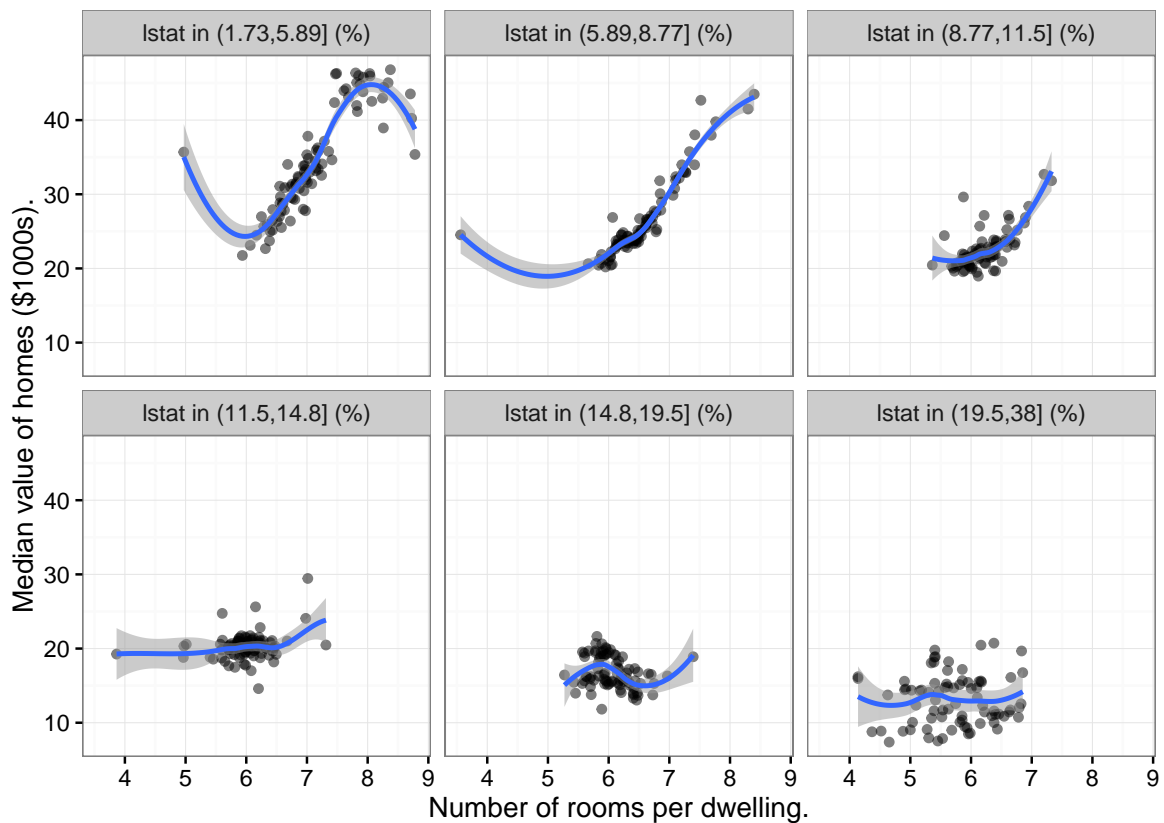 lstat in (1.73,5.89] (%)
lstat in (5.89,8.77] (%)
lstat in (8.77,11.5] (%)
40
30
20
10
lstat in (11.5,14.8] (%)
lstat in (14.8,19.5] (%)
lstat in (19.5,38] (%)
40
30
20
10
4 5 6 7 8 9
4 5 6 7 8 9
4 5 6 7 8 9
Number of rooms per dwelling.
Median value of homes ($1000s).